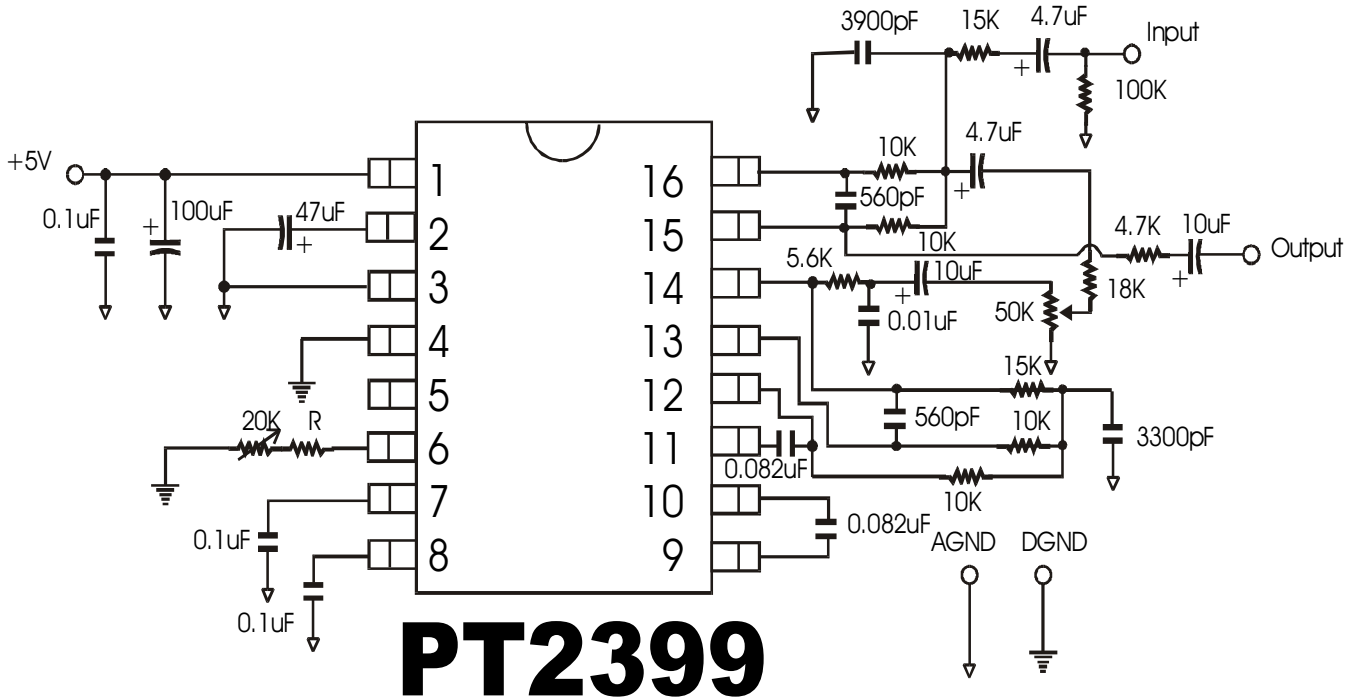 3900pF
15K
4.7uF
Input
100K
+5V
0.1uF
+
100uF
47uF
+
1
2
3
4
5
6
7
8
16
15
14
13
12
11
10
9
10K
560pF
10K
4.7uF
+
+
4.7K
10uF
+
Output
18K
5.6K
10uF
+
0.01uF
50K
15K
560pF
10K
3300pF
10K
0.082uF
0.082uF
20K
R
0.1uF
0.1uF
AGND
DGND
PT2399